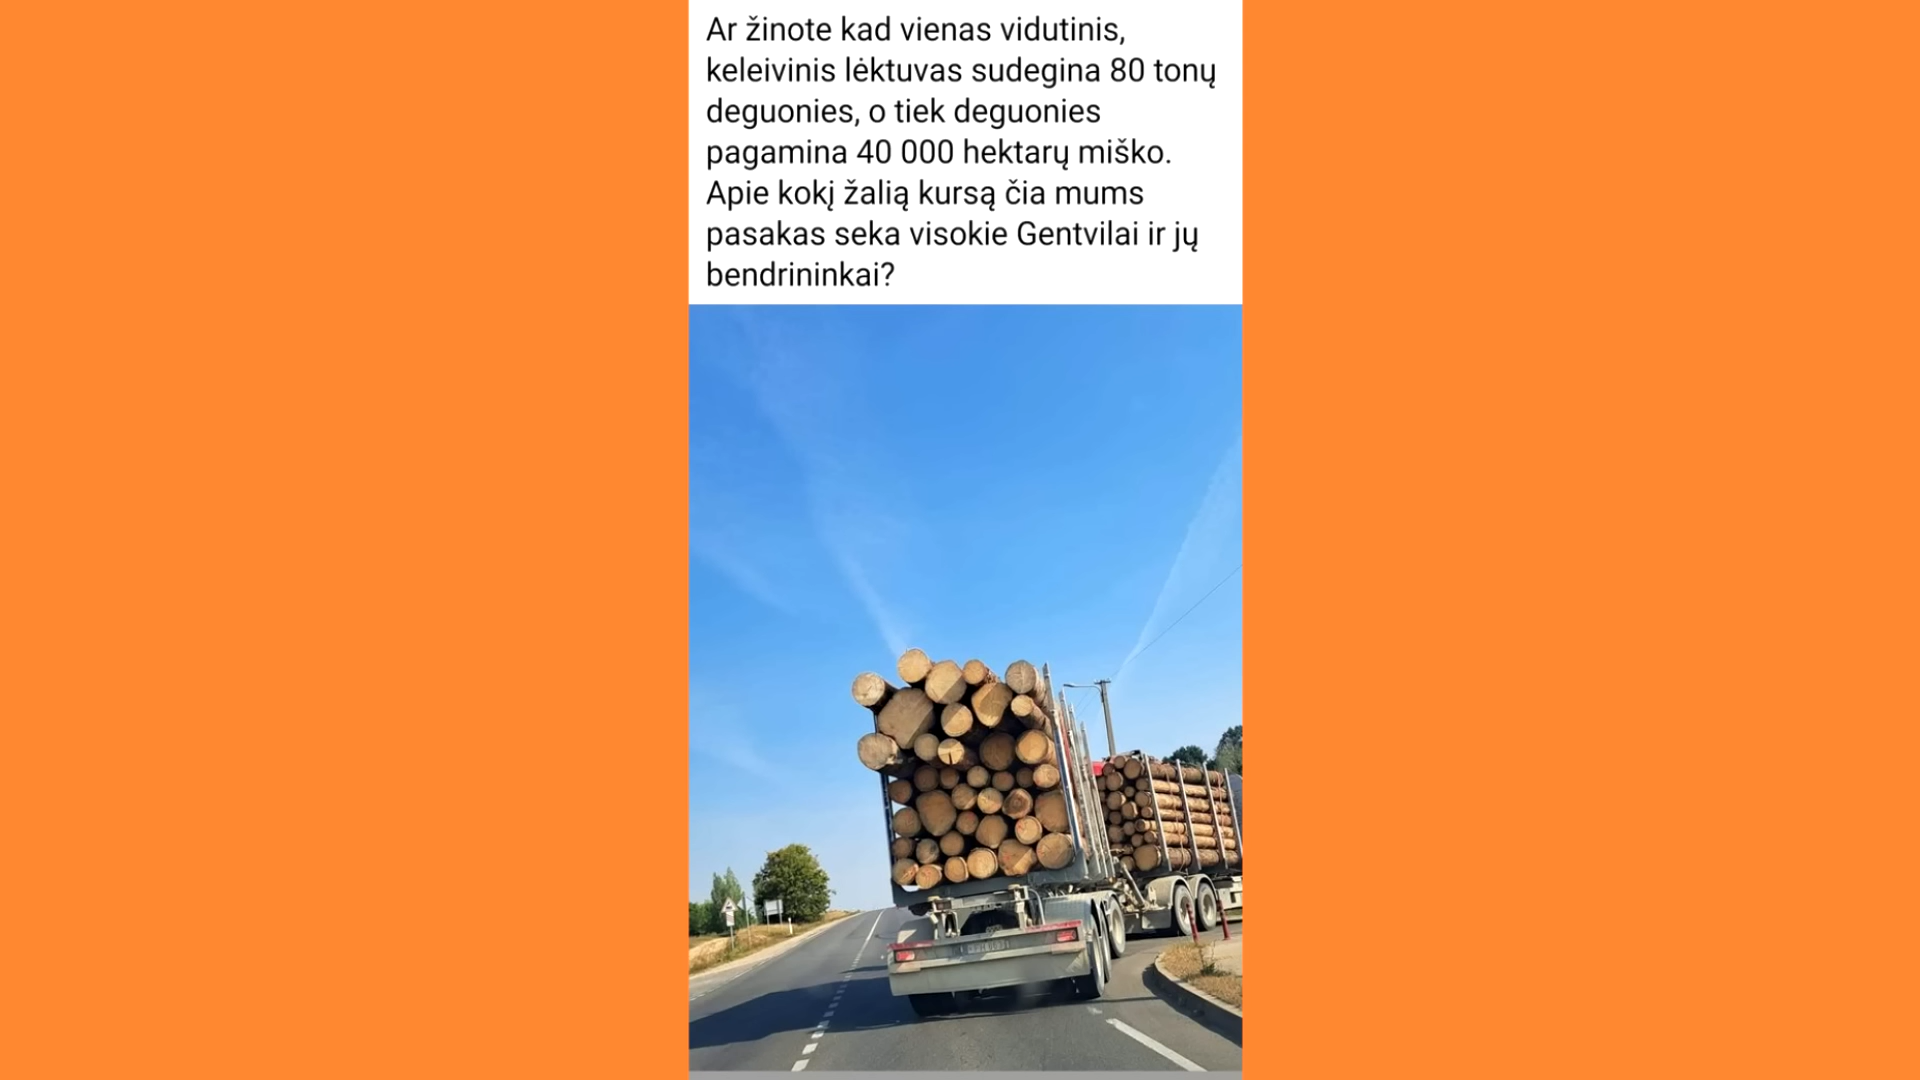 Ar žinote kad vienas vidutinis,
keleivinis lėktuvas sudegina 80 tonų
deguonies, o tiek deguonies
pagamina 40 000 hektarų miško.
Apie kokį žalią kursą čia mums
pasakas seka visokie Gentvilai ir jų
bendrininkai?